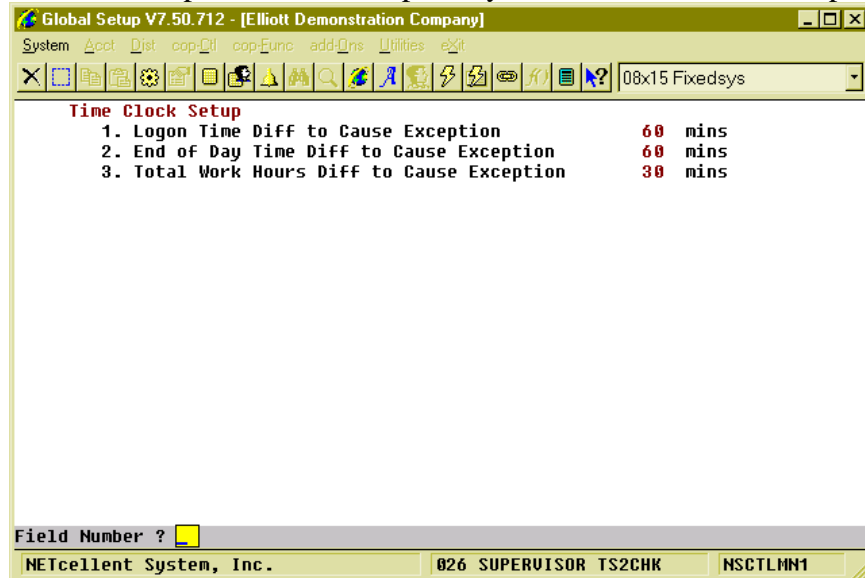 Global Setup V7.50.712 - [Elliott Demonstration Company]
System Acct Dist cop-Ctl cop-Func add-Ons Utilities eXit
08x15 Fixedsys
Time Clock Setup
1. Logon Time Diff to Cause Exception 60 mins
2. End of Day Time Diff to Cause Exception 60 mins
3. Total Work Hours Diff to Cause Exception 30 mins
Field Number ?
NETcellent System, Inc. 026 SUPERVISOR TS2CHK NSCTLMN1